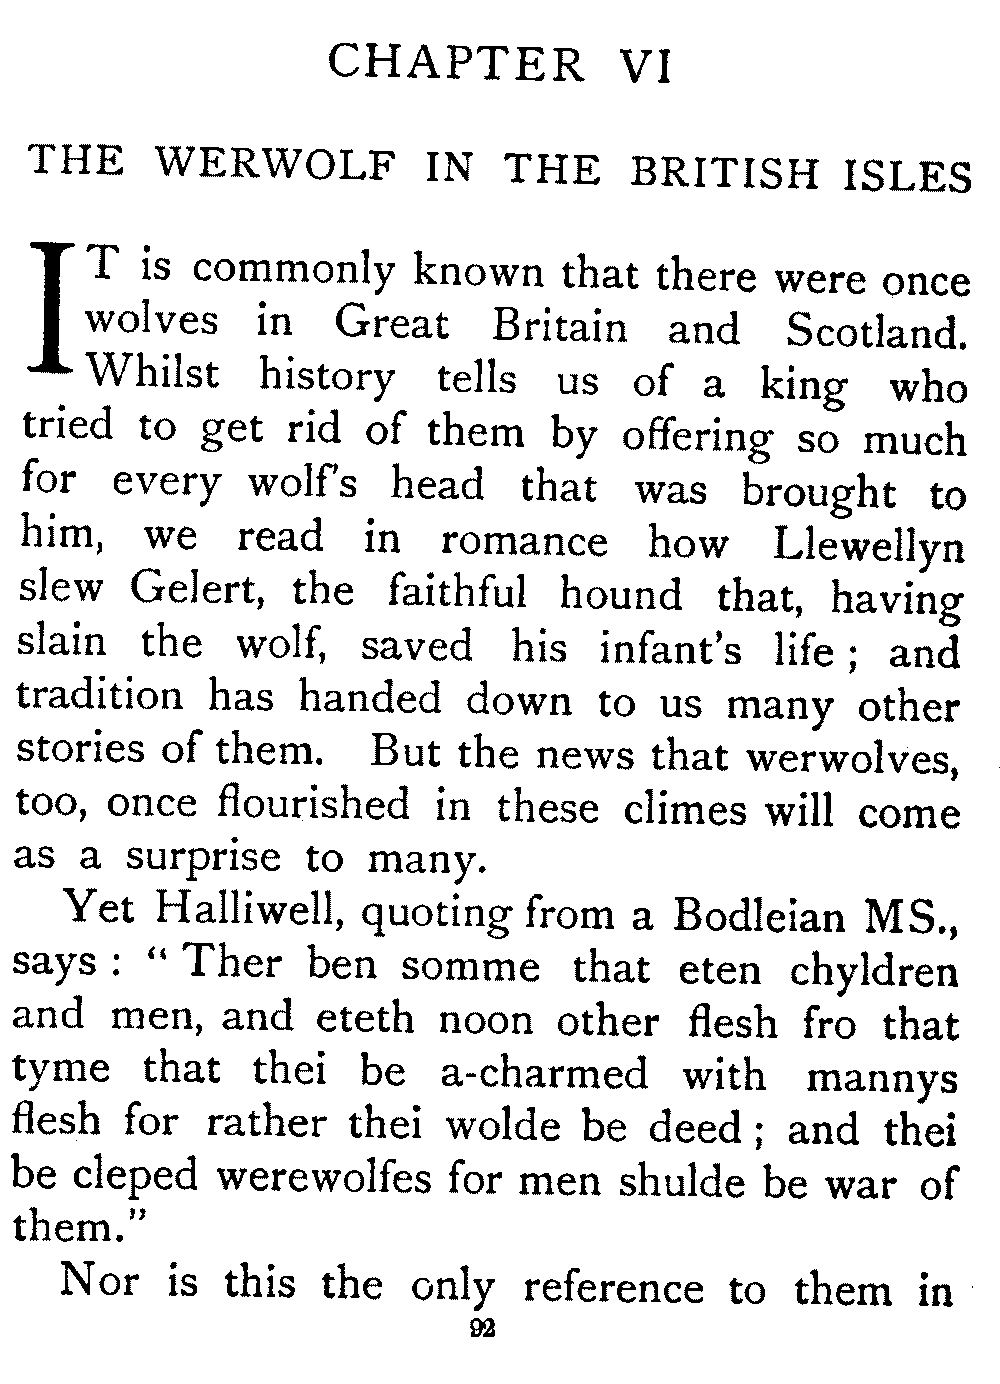 CHAPTER VI
THE WERWOLF IN THE BRITISH ISLES
IT is commonly known that there were once
wolves in Great Britain and Scotland.
Whilst history tells us of a king who
tried to get rid of them by offering so much
for every wolf's head that was brought to
him, we read in romance how Llewellyn
slew Gelert, the faithful hound that, having
slain the wolf, saved his infant's life ; and
tradition has handed down to us many other
stories of them. But the news that werwolves,
too, once flourished in these climes will come
as a surprise to many.
Yet Halliwell, quoting from a Bodleian MS.,
says : “ Ther ben somme that eten chyldren
and men, and eteth noon other flesh fro that
tyme that thei be a-charmed with mannys
flesh for rather thei wolde be deed ; and thei
be cleped werewolfes for men shulde be war of
them.”
Nor is this the only reference to them in
92